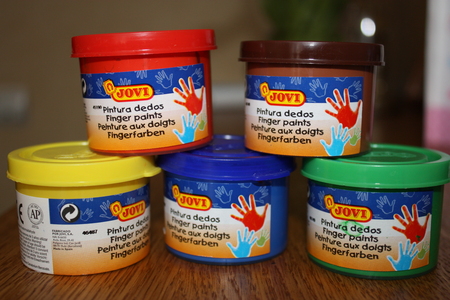 JOVI
Pintura dedos
Finger paints
Peinture aux doigts
Fingerfarben
JOVI
Pintura dedos
Finger paints
Peinture aux doigts
Fingerfarben
AP
46467
JOVI
Pintura dedos
Finger paints
Peinture aux doigts
Fingerfarben
JOVI
Pintura dedos
Finger paints
Peinture aux doigts
Fingerfarben
JOVI
Pintura dedos
Finger paints
Peinture aux doigts
Fingerfarben